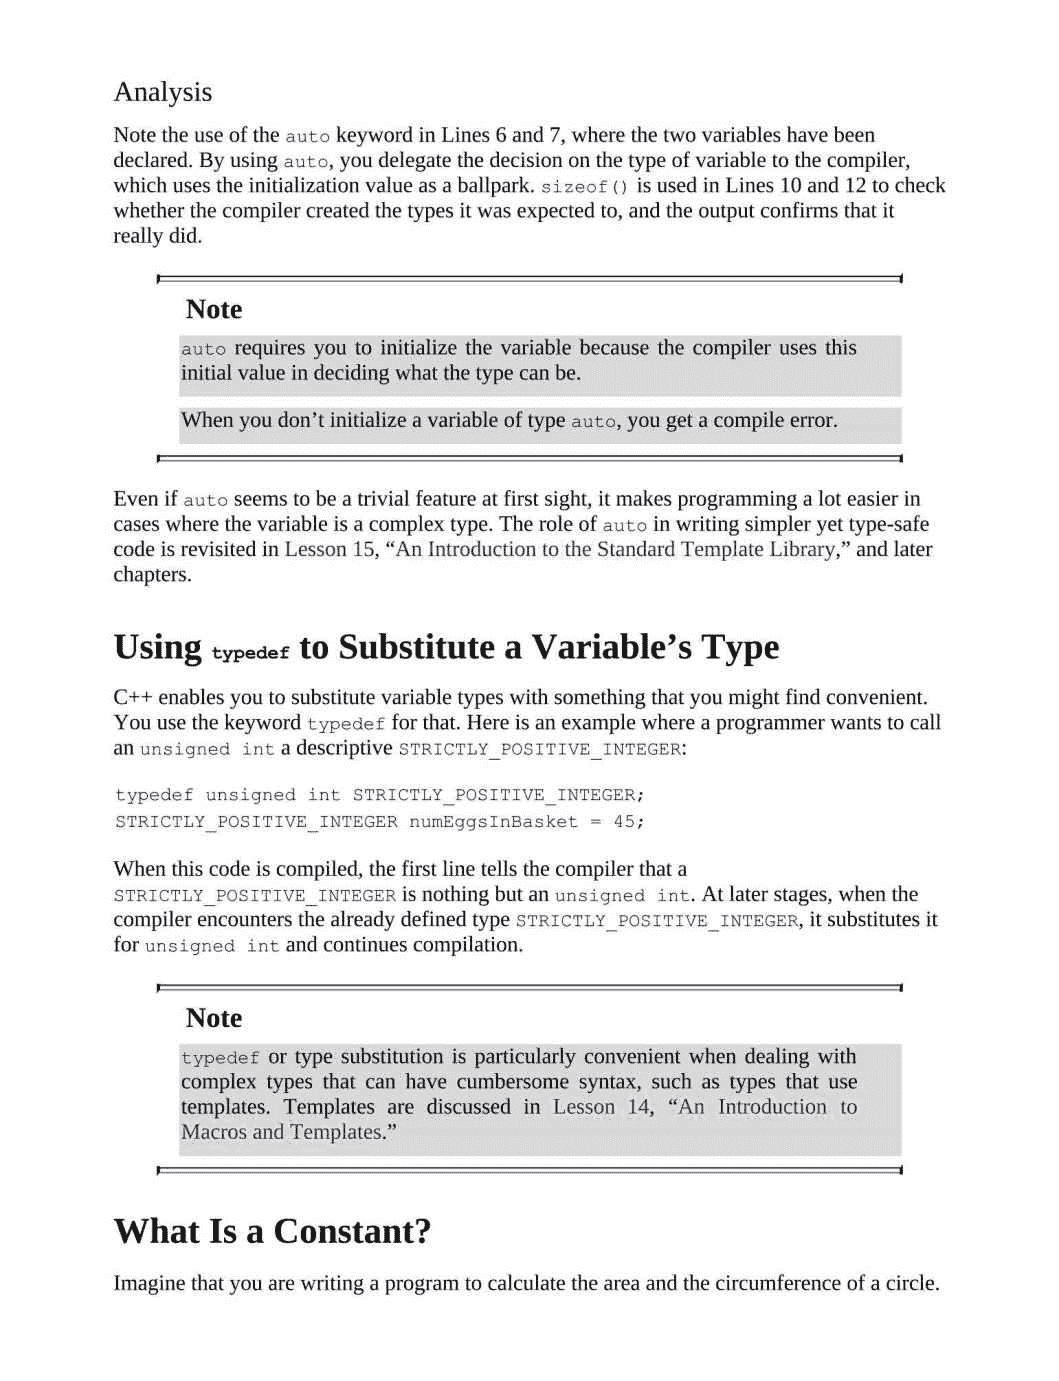 Analysis
Note the use of the auto keyword in Lines 6 and 7, where the two variables have been
declared. By using auto, you delegate the decision on the type of variable to the compiler,
which uses the initialization value as a ballpark. sizeof() is used in Lines 10 and 12 to check
whether the compiler created the types it was expected to, and the output confirms that it
really did.
Note
auto requires you to initialize the variable because the compiler uses this
initial value in deciding what the type can be.
When you don’t initialize a variable of type auto, you get a compile error.
Even if auto seems to be a trivial feature at first sight, it makes programming a lot easier in
cases where the variable is a complex type. The role of auto in writing simpler yet type-safe
code is revisited in Lesson 15, “An Introduction to the Standard Template Library,” and later
chapters.
Using typedef to Substitute a Variable’s Type
C++ enables you to substitute variable types with something that you might find convenient.
You use the keyword typedef for that. Here is an example where a programmer wants to call
an unsigned int a descriptive STRICTLY_POSITIVE_INTEGER:
typedef unsigned int STRICTLY_POSITIVE_INTEGER;
STRICTLY_POSITIVE_INTEGER numEggsInBasket = 45;
When this code is compiled, the first line tells the compiler that a
STRICTLY_POSITIVE_INTEGER is nothing but an unsigned int. At later stages, when the
compiler encounters the already defined type STRICTLY_POSITIVE_INTEGER, it substitutes it
for unsigned int and continues compilation.
Note
typedef or type substitution is particularly convenient when dealing with
complex types that can have cumbersome syntax, such as types that use
templates. Templates are discussed in Lesson 14, “An Introduction to
Macros and Templates.”
What Is a Constant?
Imagine that you are writing a program to calculate the area and the circumference of a circle.